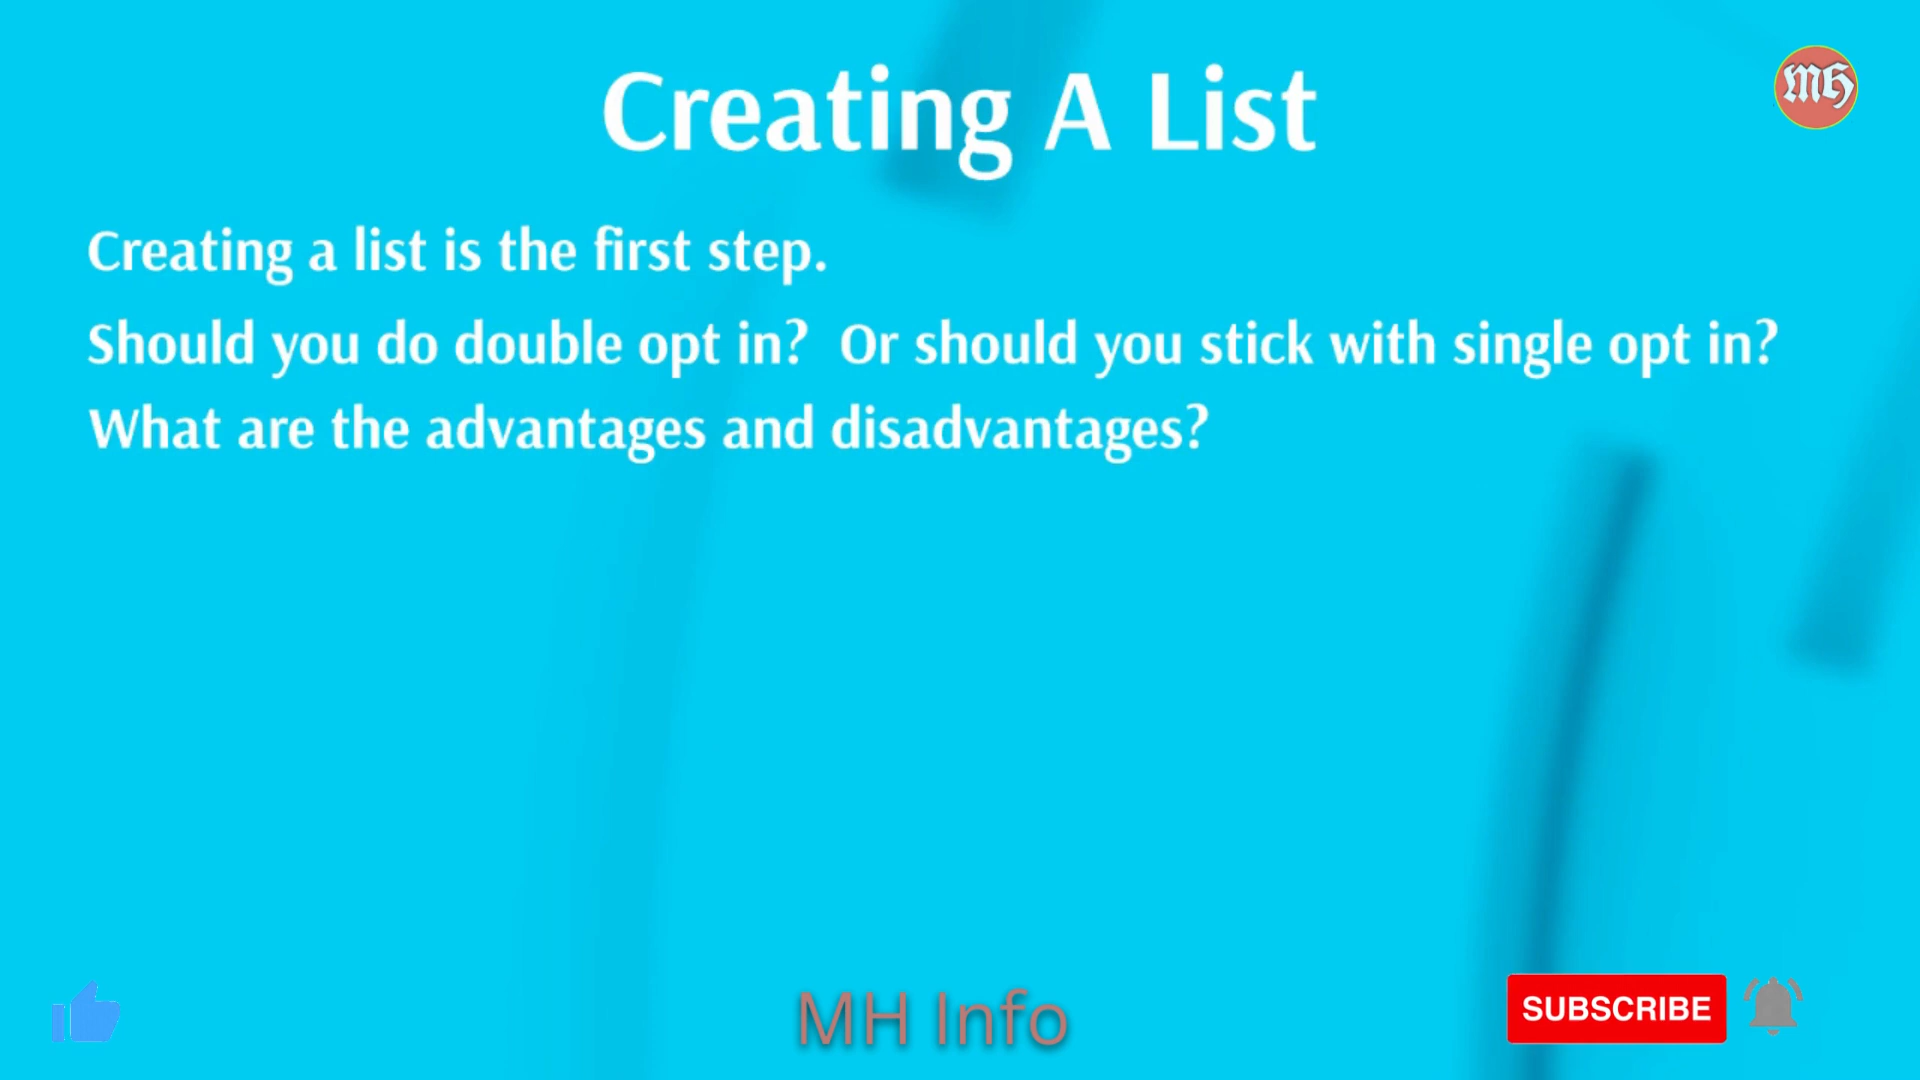 Creating A List
MH
Creating a list is the first step.
Should you do double opt in?  Or should you stick with single opt in?
What are the advantages and disadvantages?
MH Info
SUBSCRIBE